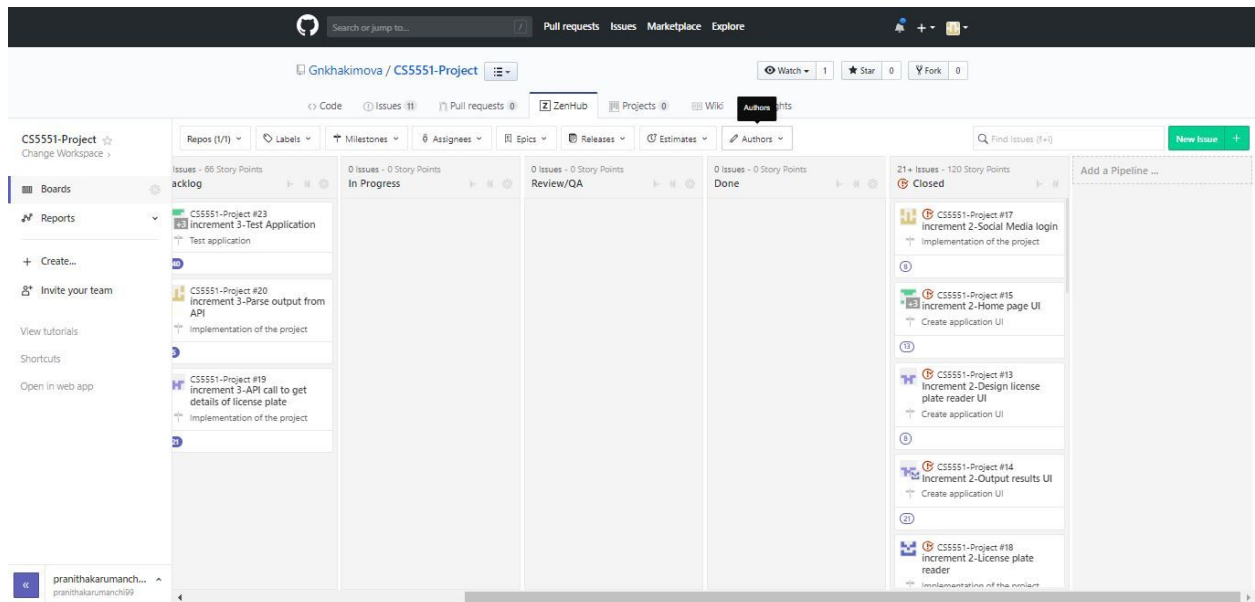 Search or jump to...
/
Pull requests Issues Marketplace Explore
Gnkhakimova / CS5551-Project
Watch 1 Star 0 Fork 0
Code Issues 11 Pull requests 0 ZenHub Projects 0 Wiki
Authors
CS5551-Project
Change Workspace >
Repos (1/1) Labels Milestones Assignees Epics Releases Estimates Authors
Find Issues (f+i)
New Issue +
Boards
Reports
+ Create...
Invite your team
View tutorials
Shortcuts
Open in web app
pranithakarumanch...
pranithakarumanchi99
Issues - 66 Story Points
acklog
CS5551-Project #23
+3 increment 3-Test Application
Test application
40
CS5551-Project #20
increment 3-Parse output from
API
Implementation of the project
CS5551-Project #19
increment 3-API call to get
details of license plate
Implementation of the project
21
0 Issues - 0 Story Points
In Progress
0 Issues - 0 Story Points
Review/QA
0 Issues - 0 Story Points
Done
21+ Issues - 120 Story Points
Closed
CS5551-Project #17
increment 2-Social Media login
Implementation of the project
8
CS5551-Project #15
+3 increment 2-Home page UI
Create application UI
13
CS5551-Project #13
Increment 2-Design license
plate reader UI
Create application UI
8
CS5551-Project #14
Increment 2-Output results UI
Create application UI
21
CS5551-Project #18
increment 2-License plate
reader
Implementation of the project
Add a Pipeline ...